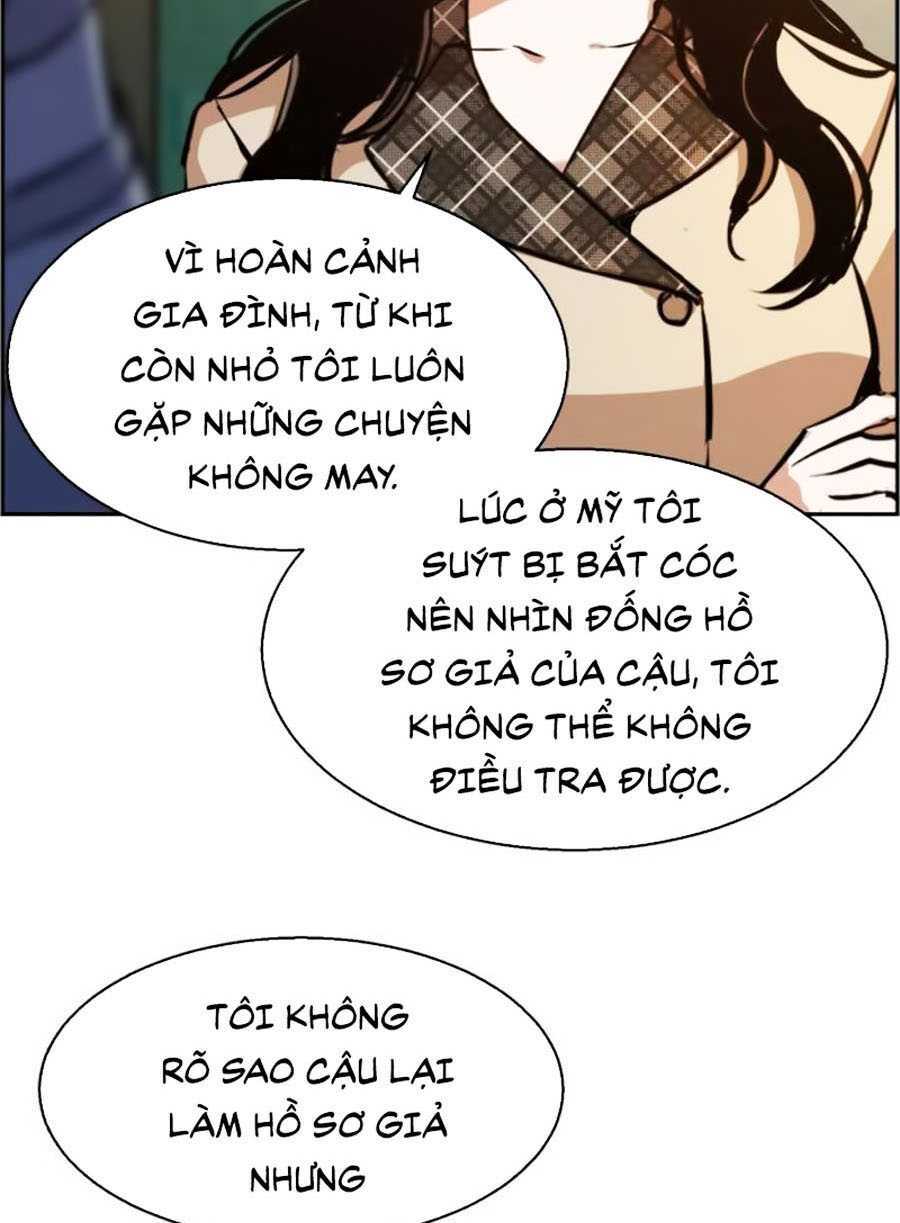 VÌ HOÀN CẢNH
GIA ĐÌNH, TỪ KHI
CÒN NHỎ TÔI LUÔN
GẶP NHỮNG CHUYỆN
KHÔNG MAY.
LÚC Ở MỸ TÔI
SUÝT BỊ BẮT CÓC
NÊN NHÌN ĐỐNG HỒ
SƠ GIẢ CỦA CẬU, TÔI
KHÔNG THỂ KHÔNG
ĐIỀU TRA ĐƯỢC.
TÔI KHÔNG
RÕ SAO CẬU LẠI
LÀM HỒ SƠ GIẢ
NHƯNG